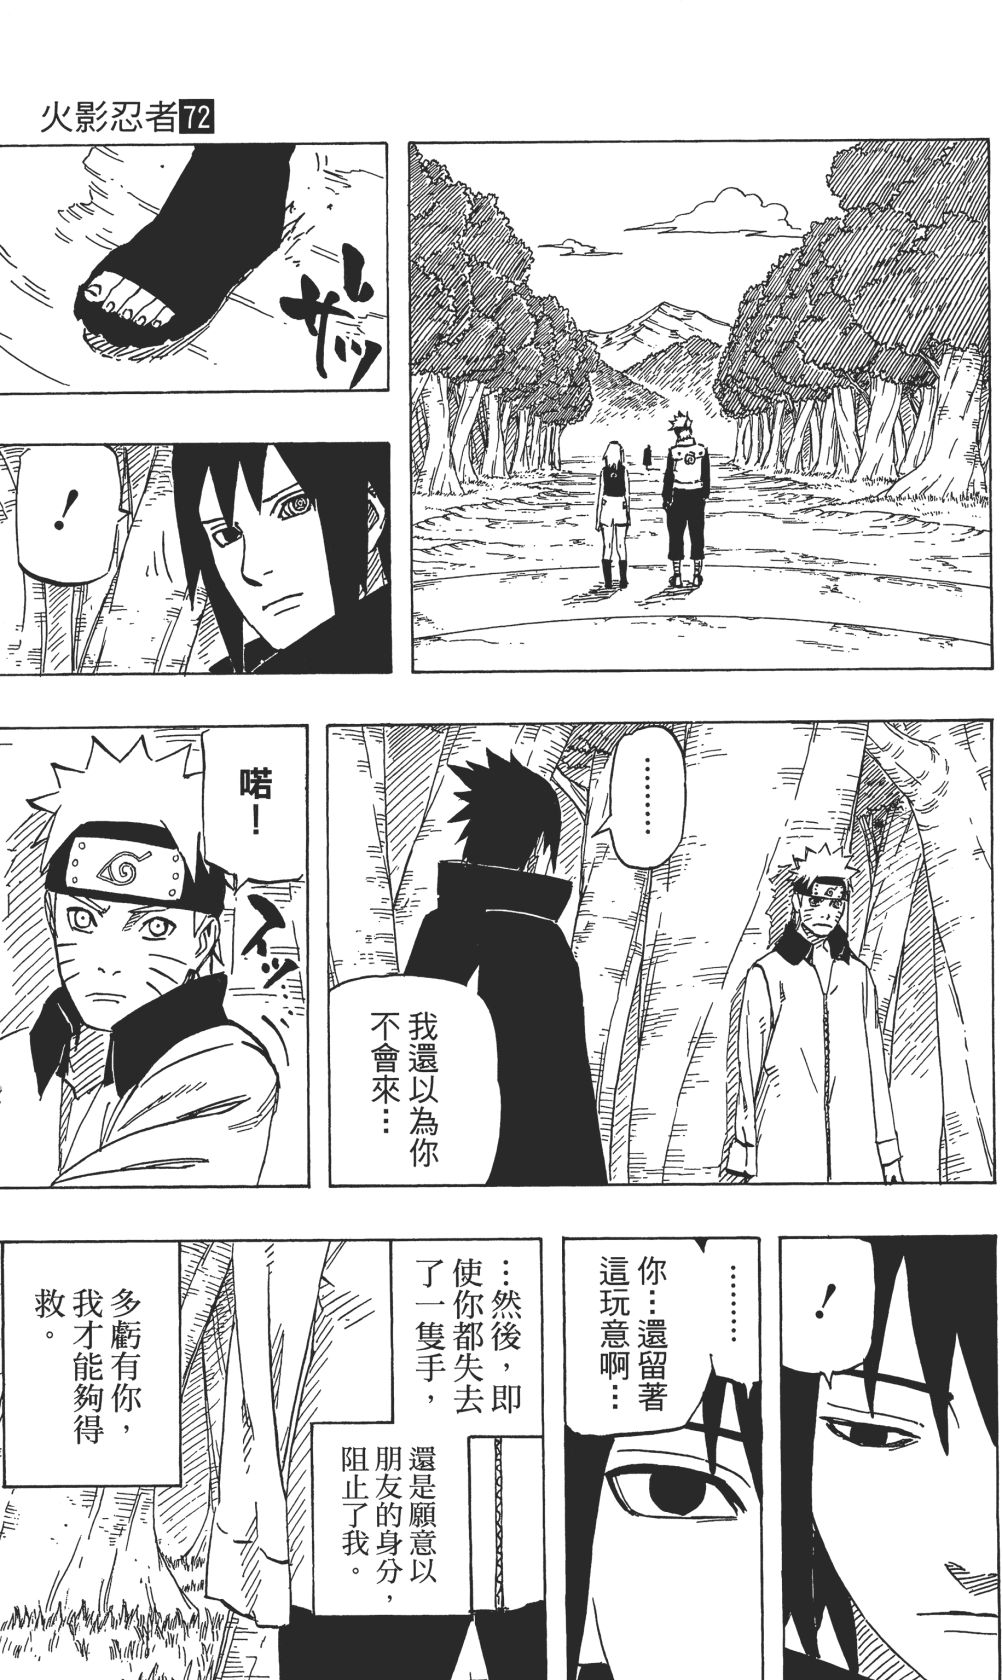 火影忍者72
ザッ
!
………
我還以為你
不會來…
喏!
スッ…
!
………
你…還留著
這玩意啊…
…然後,即
使你都失去
了一隻手,
還是願意以
朋友的身分,
阻止了我。
多虧有你,
我才能夠得
救。